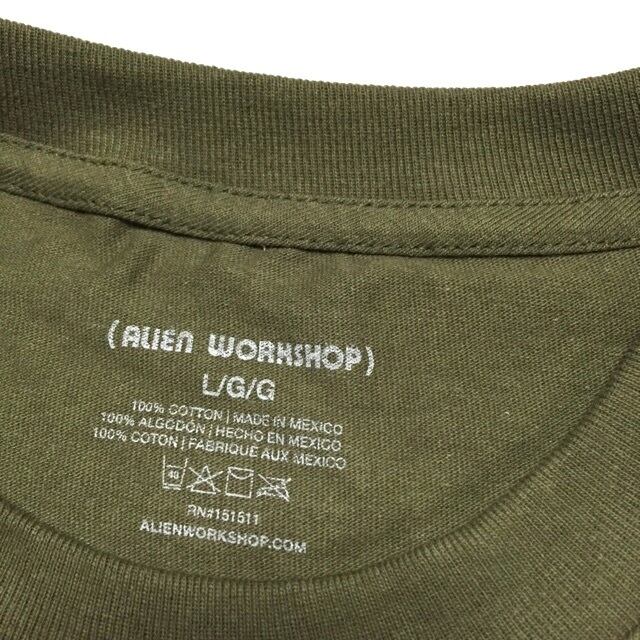 (ALIEN WORKSHOP)
L/G/G
100% COTTON | MADE IN MEXICO
100% ALGODÓN | HECHO EN MEXICO
100% COTON | FABRIQUE AUX MEXICO
40
RN#151511
ALIENWORKSHOP.COM